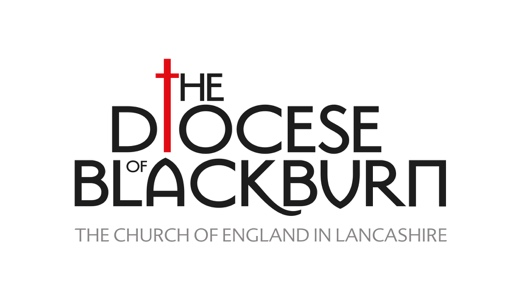 THE
DIOCESE
OF
BLACKBURN
THE CHURCH OF ENGLAND IN LANCASHIRE